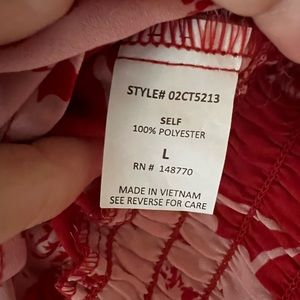 STYLE# 02CT5213
SELF
100% POLYESTER
L
RN # 148770
MADE IN VIETNAM
SEE REVERSE FOR CARE